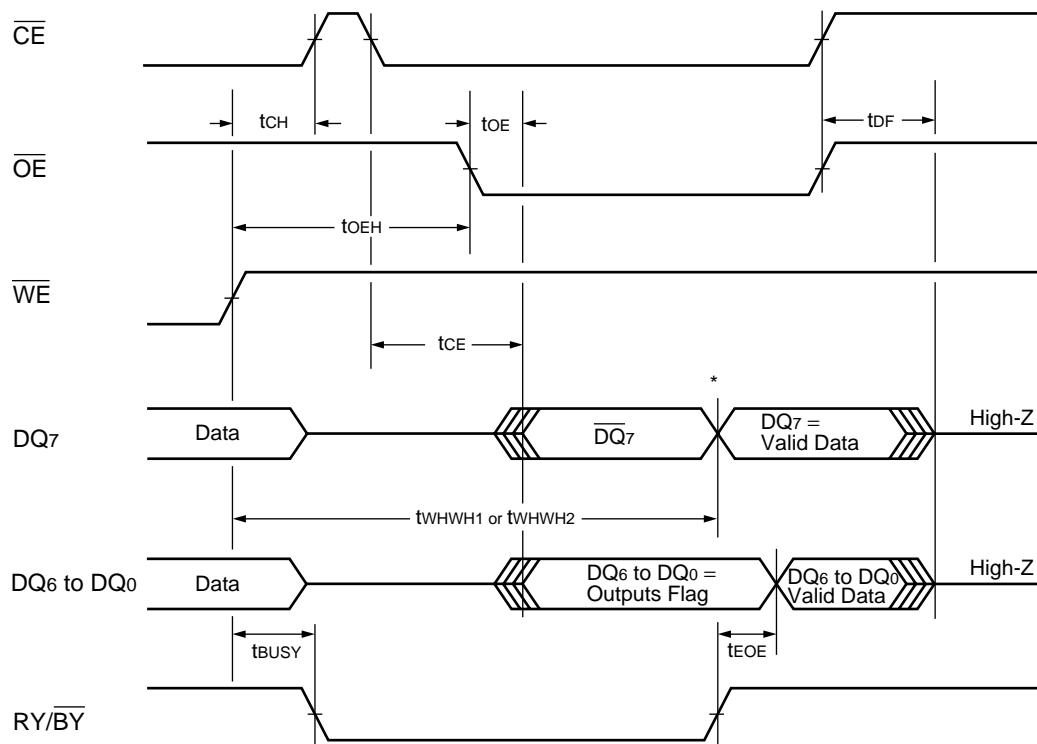 CE
tCH
tOE
tDF
OE
tOEH
WE
tCE
*
DQ7
Data
DQ7
DQ7 =
Valid Data
High-Z
tWHWH1 or tWHWH2
DQ6 to DQ0
Data
DQ6 to DQ0 =
Outputs Flag
DQ6 to DQ0
Valid Data
High-Z
tBUSY
tEOE
RY/BY